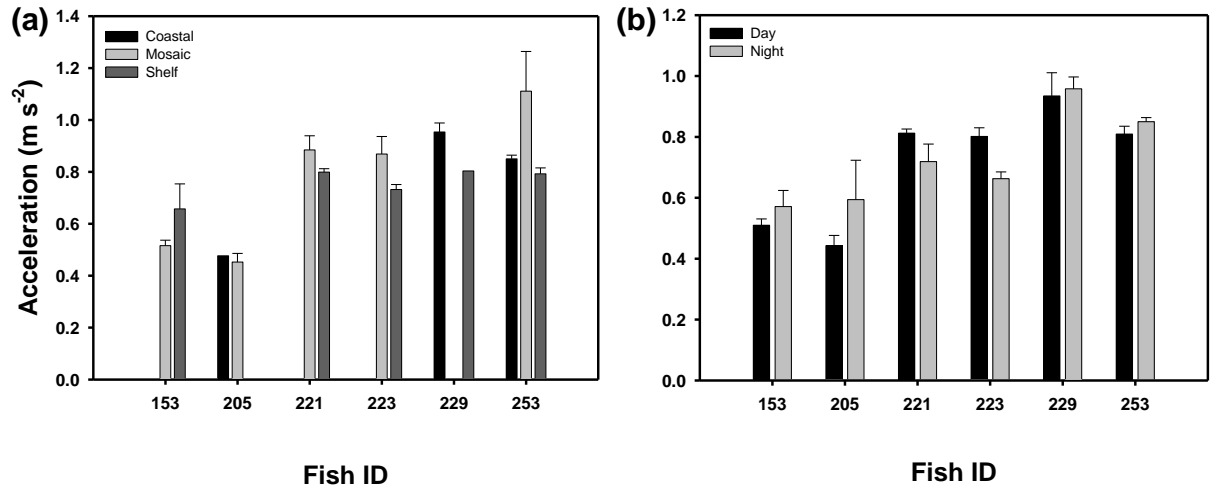 (a)
Acceleration (m s-2)
1.4
1.2
1.0
0.8
0.6
0.4
0.2
0.0
Coastal
Mosaic
Shelf
153 205 221 223 229 253
Fish ID
(b)
1.2
1.0
0.8
0.6
0.4
0.2
0.0
Day
Night
153 205 221 223 229 253
Fish ID